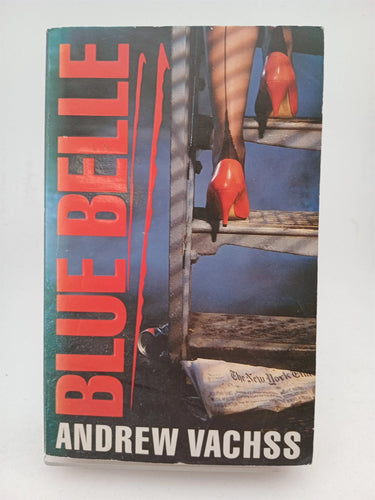 BLUE BELLE
The New York Times
ANDREW VACHSS